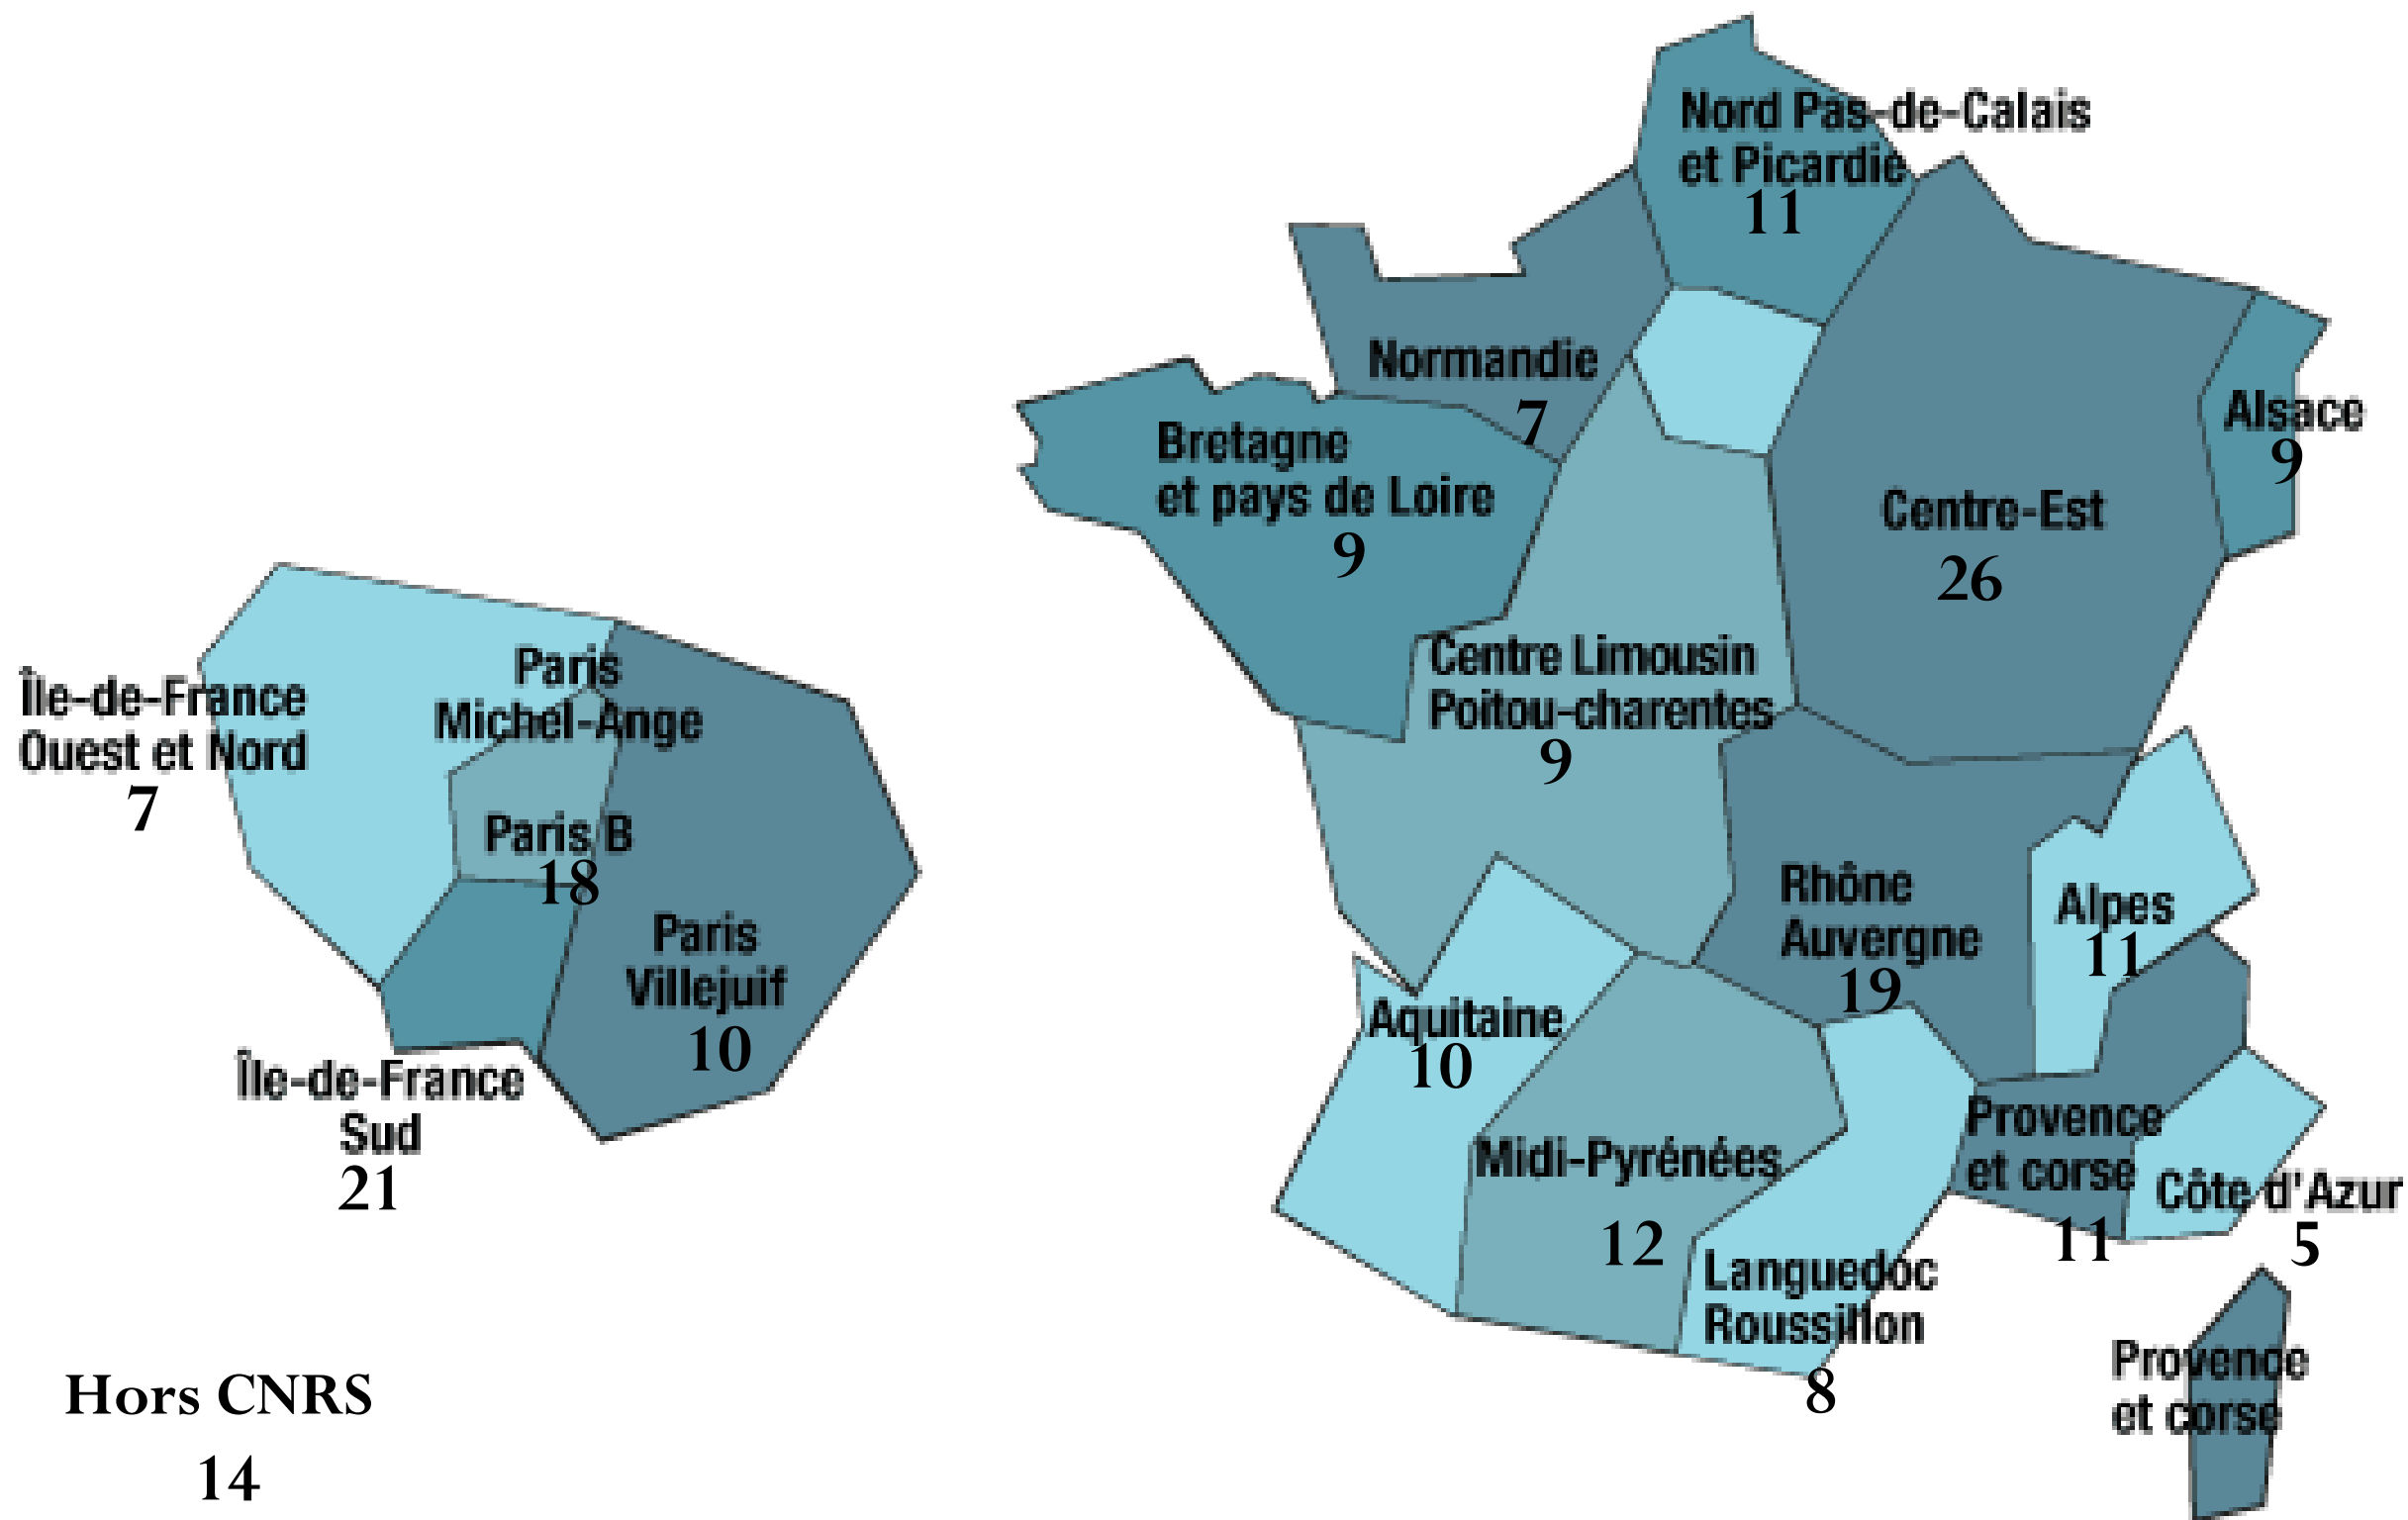 Nord Pas-de-Calais
et Picardie
11
Normandie
7
Alsace
9
Bretagne
et pays de Loire
9
Centre-Est
26
Centre Limousin
Poitou-charentes
9
Rhône
Auvergne
19
Alpes
11
Aquitaine
10
Midi-Pyrénées
12
Languedoc
Roussillon
8
Provence
et corse
11
Côte d'Azur
5
Provence
et corse
Île-de-France
Ouest et Nord
7
Paris
Michel-Ange
Paris B
18
Paris
Villejuif
10
Île-de-France
Sud
21
Hors CNRS
14